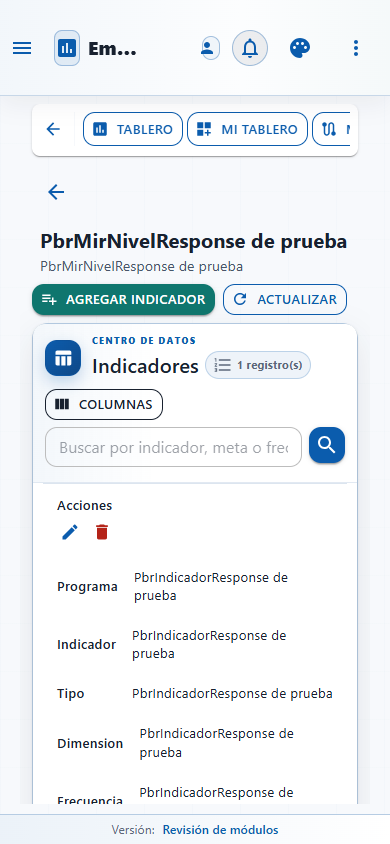 Em...
TABLERO
MI TABLERO
PbrMirNivelResponse de prueba
PbrMirNivelResponse de prueba
AGREGAR INDICADOR
ACTUALIZAR
CENTRO DE DATOS
Indicadores
1 registro(s)
COLUMNAS
Buscar por indicador, meta o frec
Acciones
Programa
PbrIndicadorResponse de
prueba
Indicador
PbrIndicadorResponse de
prueba
Tipo
PbrIndicadorResponse de prueba
Dimension
PbrIndicadorResponse de
prueba
Frecuencia
PbrIndicadorResponse de
Versión: Revisión de módulos